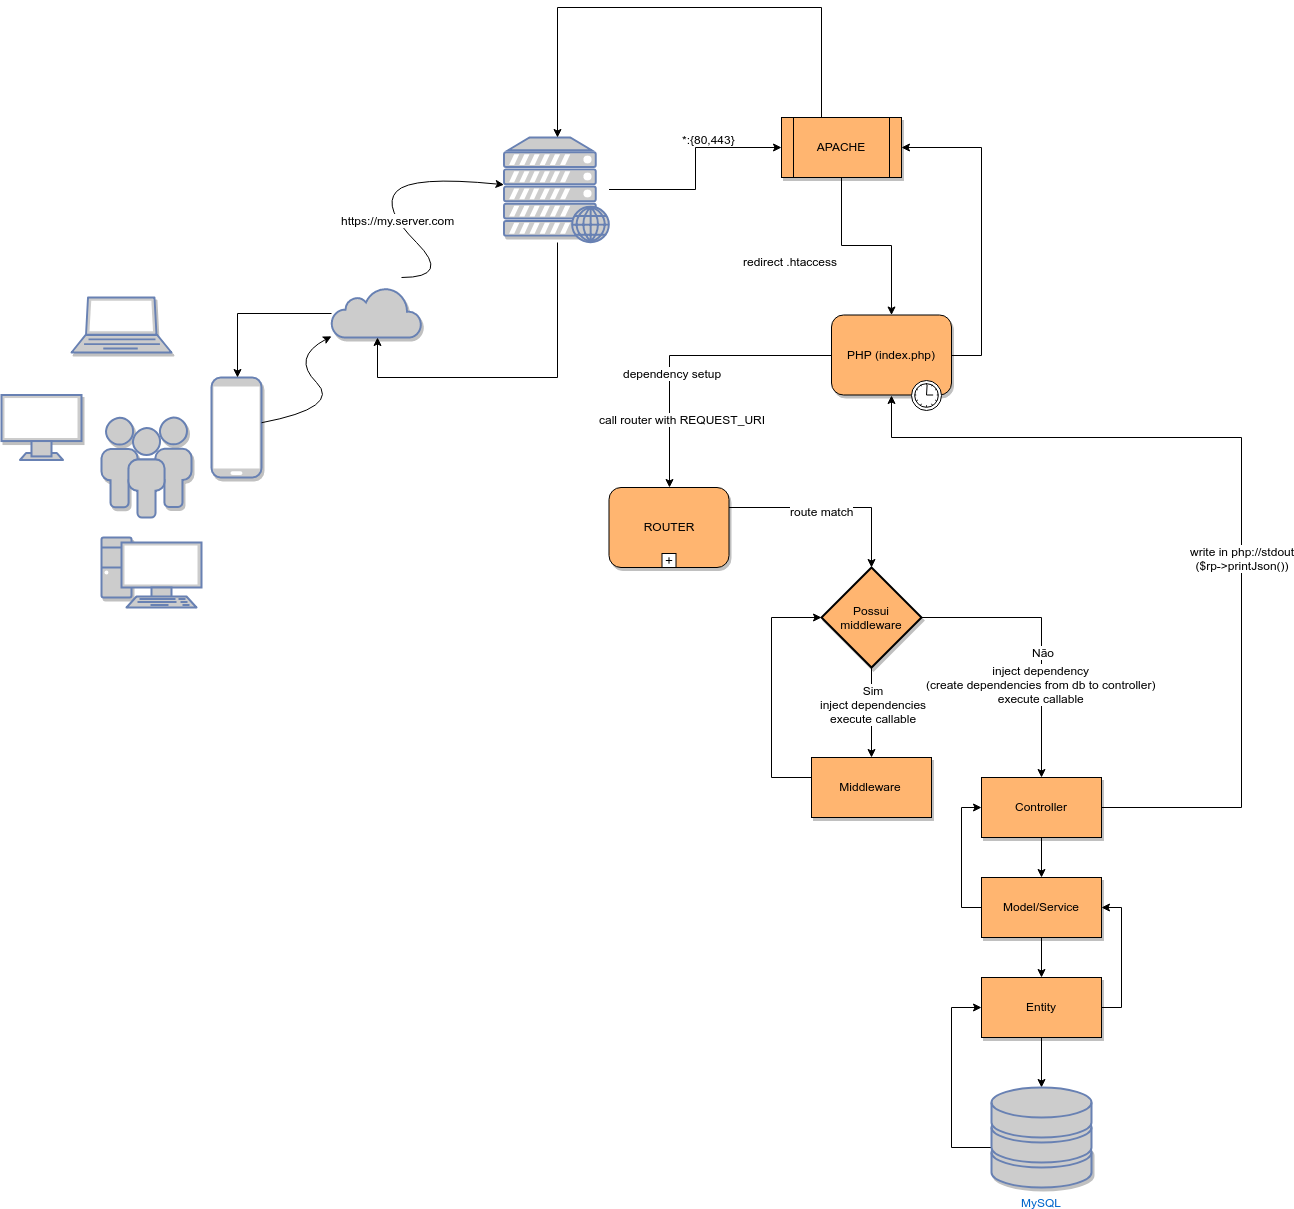 *:{80,443}
APACHE
https://my.server.com
redirect .htaccess
PHP (index.php)
dependency setup
call router with REQUEST_URI
ROUTER
+
route match
write in php://stdout
($rp->printJson())
Possui
middleware
Não
inject dependency
(create dependencies from db to controller)
execute callable
Sim
inject dependencies
execute callable
Middleware
Controller
Model/Service
Entity
MySQL